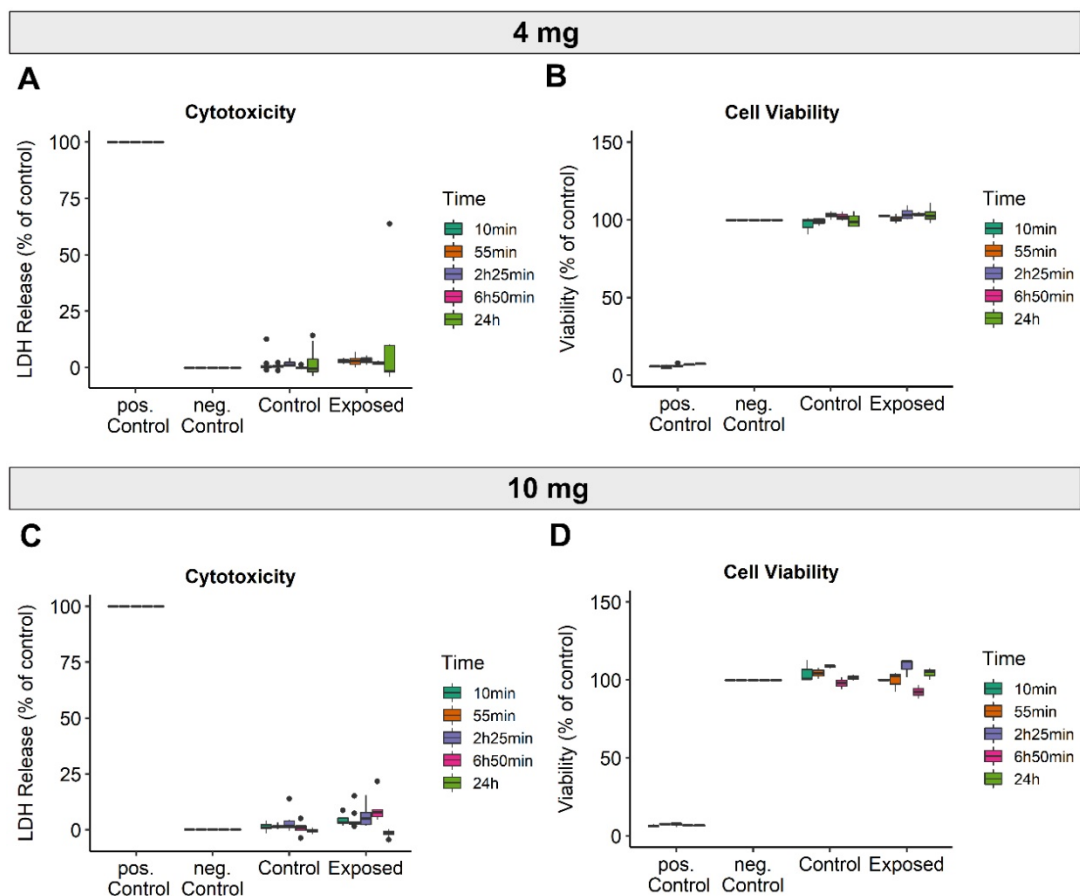 4 mg
A
Cytotoxicity
LDH Release (% of control)
100
75
50
25
0
pos.
Control
neg.
Control
Control
Exposed
Time
10min
55min
2h25min
6h50min
24h
B
Cell Viability
Viability (% of control)
150
100
50
0
pos.
Control
neg.
Control
Control
Exposed
Time
10min
55min
2h25min
6h50min
24h
10 mg
C
Cytotoxicity
LDH Release (% of control)
100
75
50
25
0
pos.
Control
neg.
Control
Control
Exposed
Time
10min
55min
2h25min
6h50min
24h
D
Cell Viability
Viability (% of control)
150
100
50
0
pos.
Control
neg.
Control
Control
Exposed
Time
10min
55min
2h25min
6h50min
24h